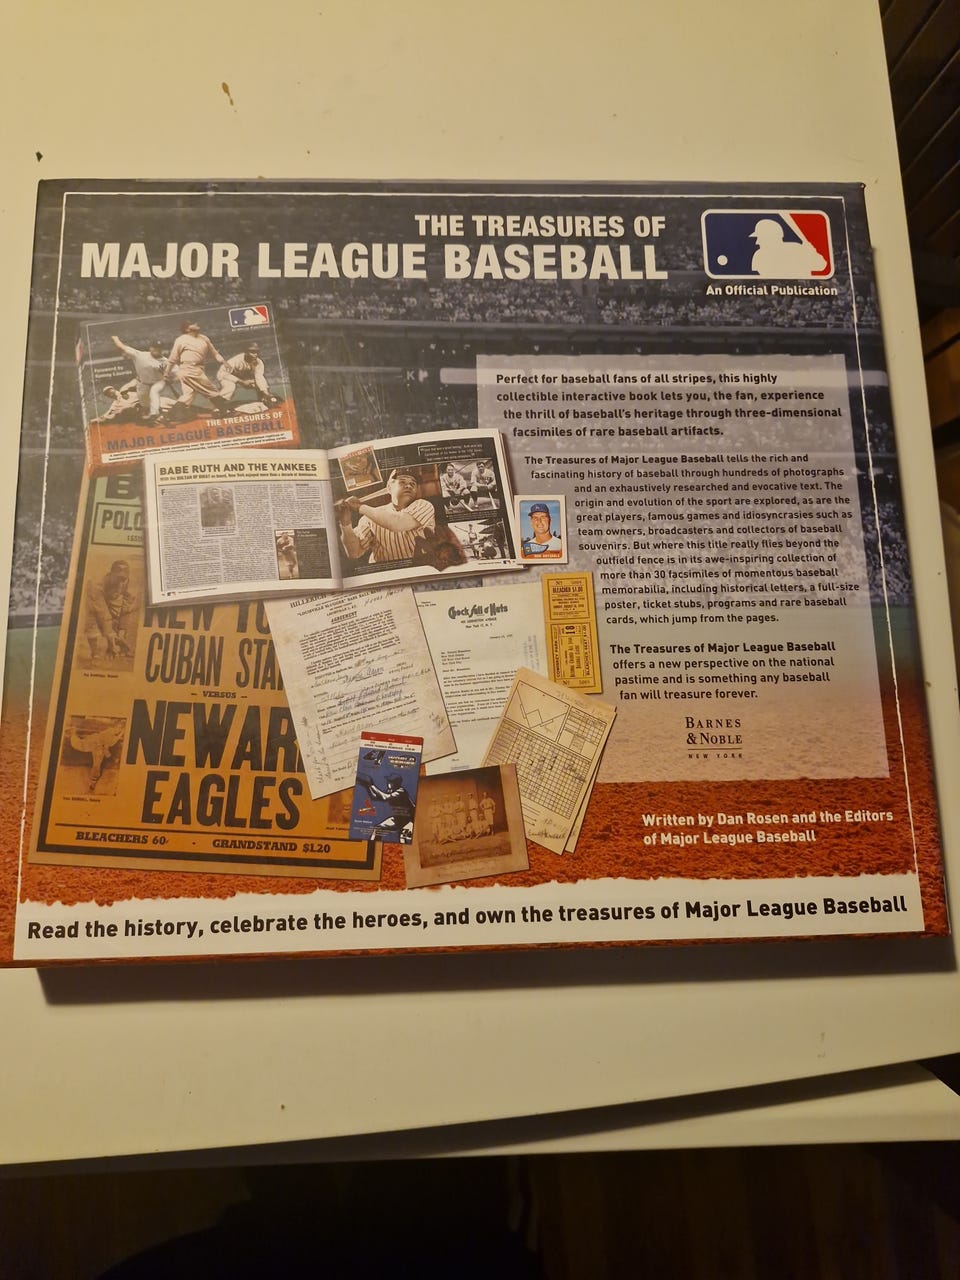 THE TREASURES OF
MAJOR LEAGUE BASEBALL
An Official Publication
Foreword by
THE TREASURES OF
MAJOR LEAGUE BASEBALL
Perfect for baseball fans of all stripes, this highly
collectible interactive book lets you, the fan, experience
the thrill of baseball's heritage through three-dimensional
facsimiles of rare baseball artifacts.
BABE RUTH AND THE YANKEES
The Treasures of Major League Baseball tells the rich and
fascinating history of baseball through hundreds of photographs
and an exhaustively researched and evocative text. The
origin and evolution of the sport are explored, as are the
great players, famous games and idiosyncrasies such as
team owners, broadcasters and collectors of baseball
souvenirs. But where this title really flies beyond the
outfield fence is in its awe-inspiring collection of
more than 30 facsimiles of momentous baseball
memorabilia, including historical letters, a full-size
poster, ticket stubs, programs and rare baseball
cards, which jump from the pages.
The Treasures of Major League Baseball
offers a new perspective on the national
pastime and is something any baseball
fan will treasure forever.
BARNES
& NOBLE
NEW YORK
POLO
NEW YO
CUBAN STA
- VERSUS -
NEWAR
EAGLES
BLEACHERS 60 · GRANDSTAND $1.20
AGREEMENT
Chock full o' Nuts
BLEACHER $1.00
Written by Dan Rosen and the Editors
of Major League Baseball
Read the history, celebrate the heroes, and own the treasures of Major League Baseball